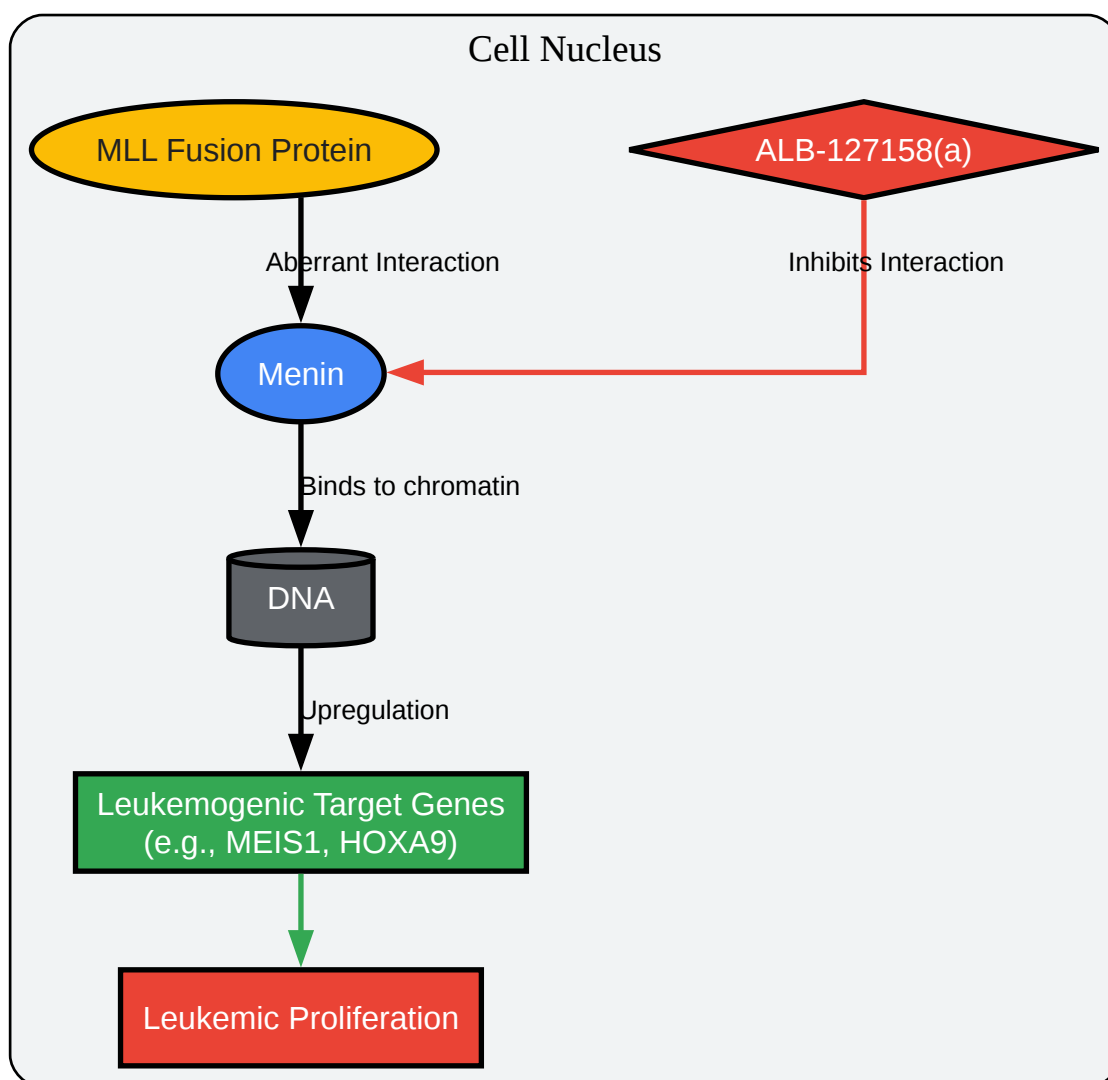 Cell Nucleus
MLL Fusion Protein
ALB-127158(a)
Aberrant Interaction
Inhibits Interaction
Menin
Binds to chromatin
DNA
Upregulation
Leukemogenic Target Genes
(e.g., MEIS1, HOXA9)
Leukemic Proliferation